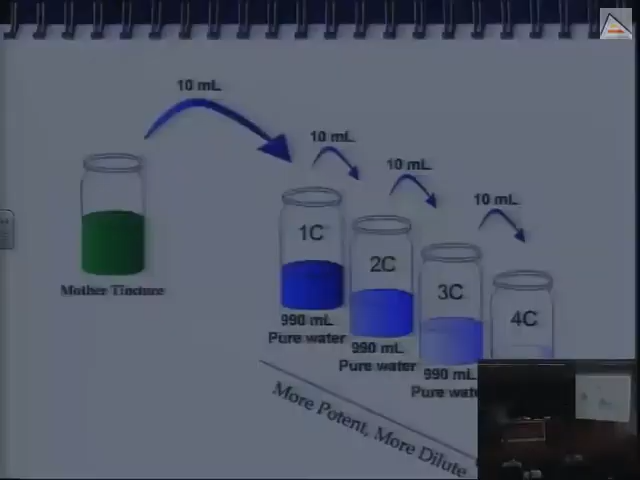 10 mL
10 mL
10 mL
10 mL
1C
2C
3C
4C
Mother Tincture
990 mL
Pure water
990 mL
Pure water
990 mL
Pure
More Potent, More Dilute